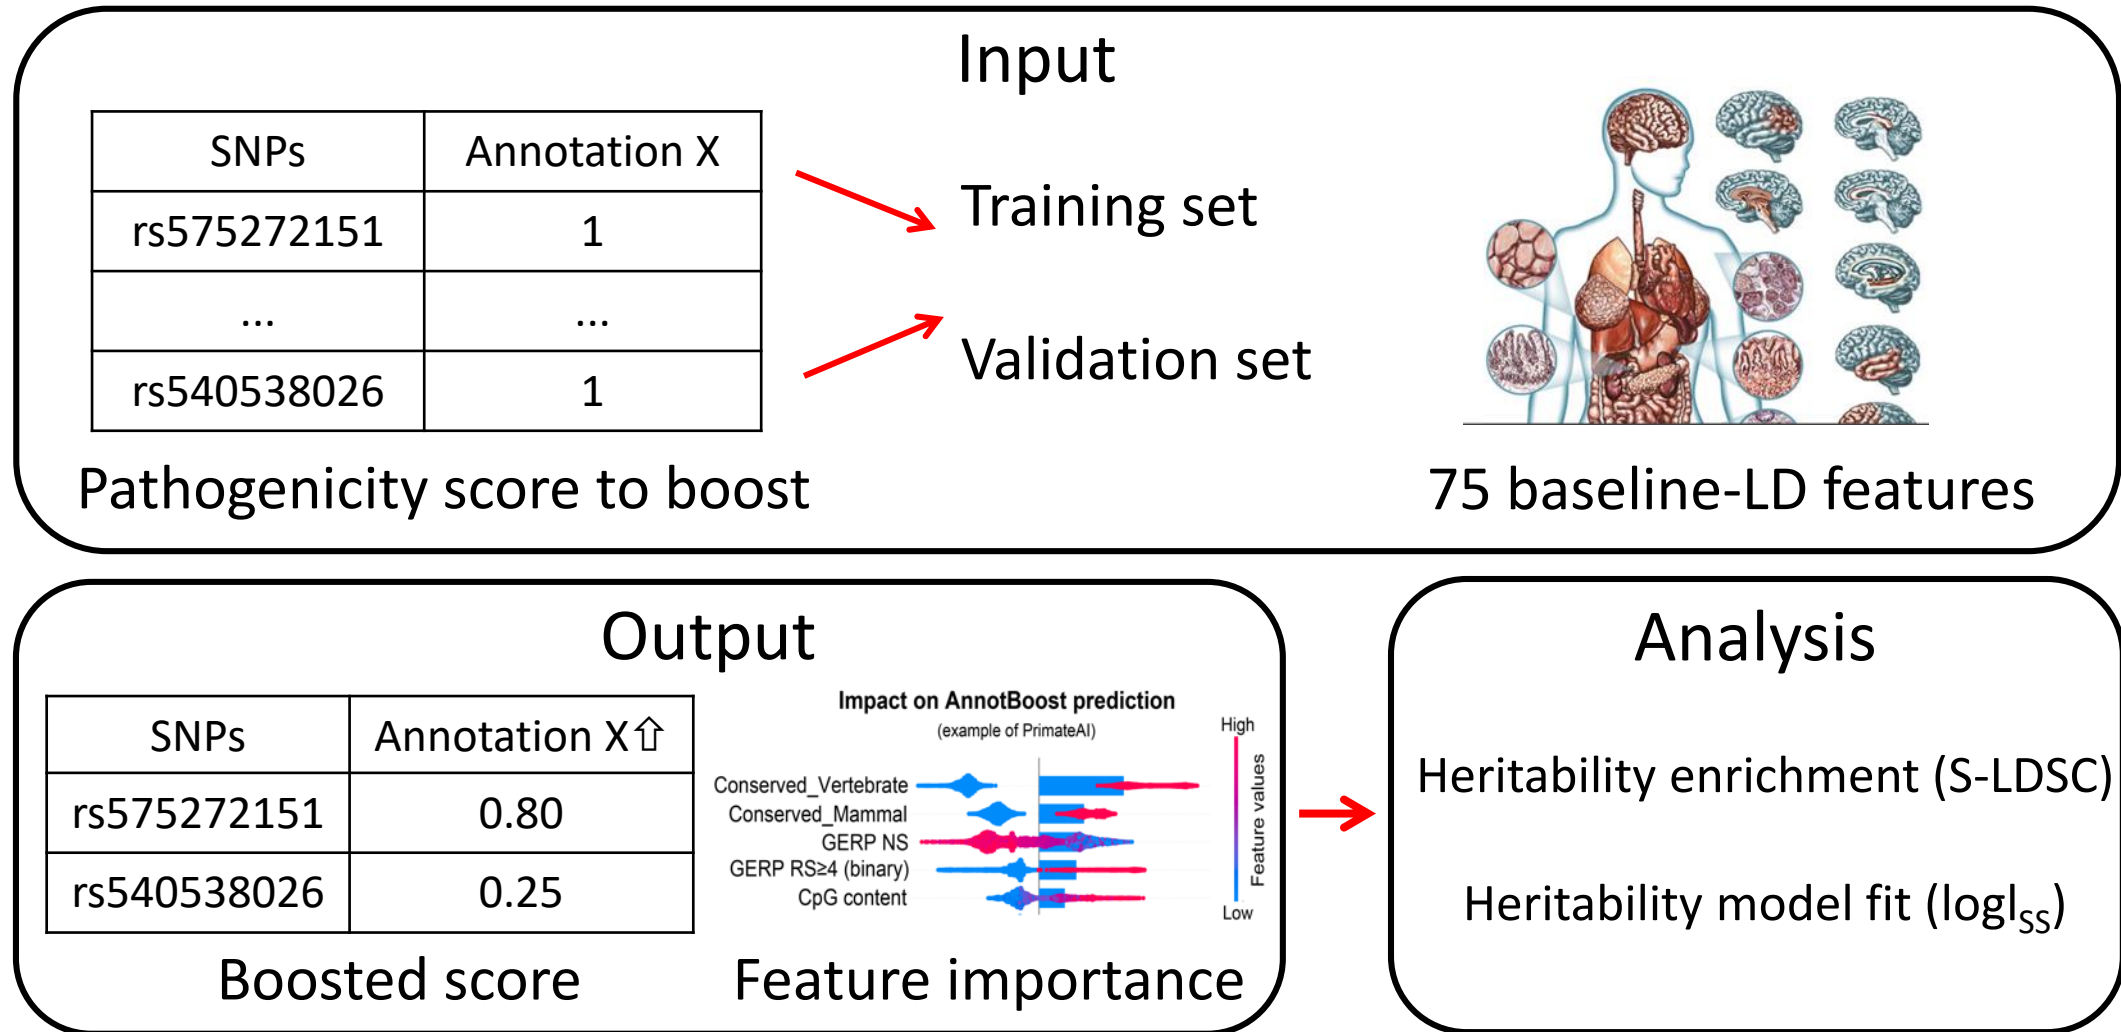 Input
SNPs Annotation X
rs575272151 1
... ...
rs540538026 1
Pathogenicity score to boost
Training set
Validation set
75 baseline-LD features
Output
SNPs Annotation X⇧
rs575272151 0.80
rs540538026 0.25
Boosted score
Impact on AnnotBoost prediction
(example of PrimateAI)
Conserved_Vertebrate
Conserved_Mammal
GERP NS
GERP RS≥4 (binary)
CpG content
High
Feature values
Low
Feature importance
Analysis
Heritability enrichment (S-LDSC)
Heritability model fit (loglSS)